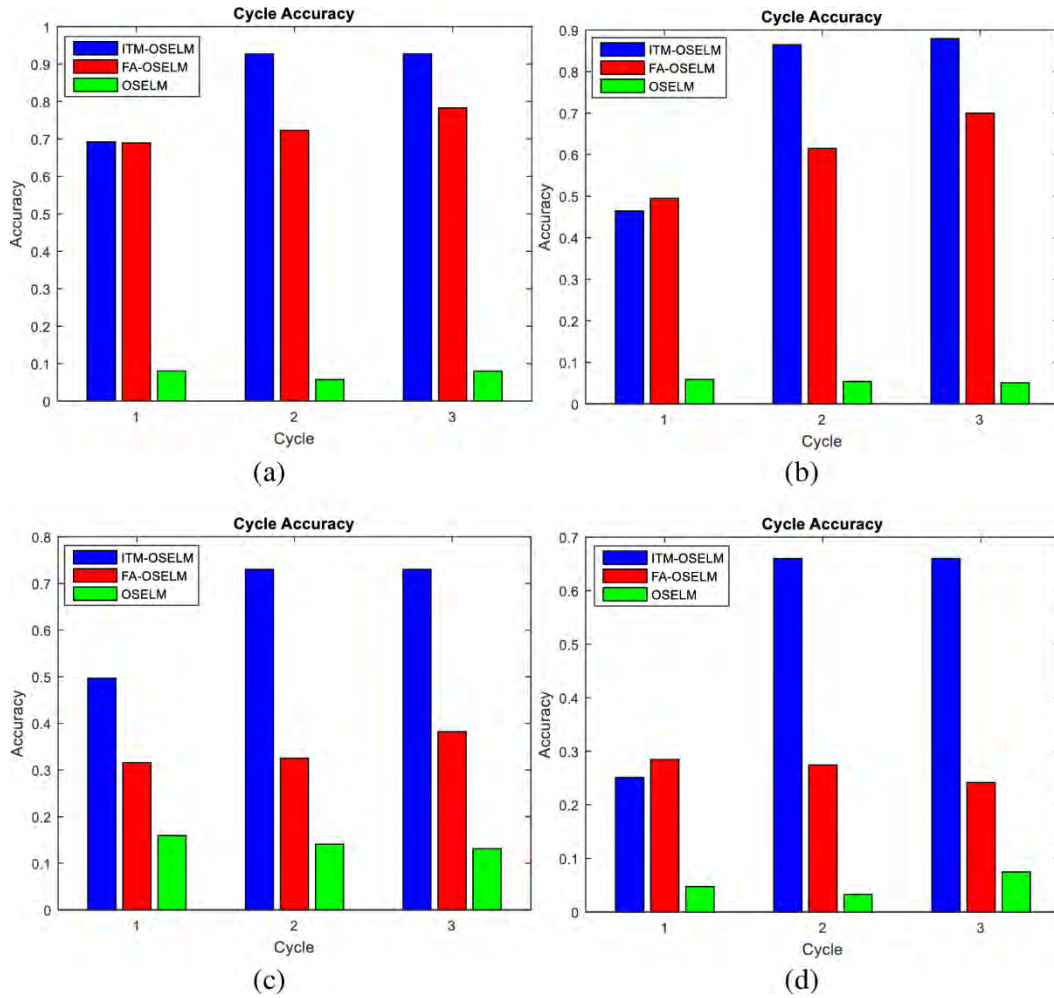 Cycle Accuracy
1
0.9
0.8
0.7
0.6
0.5
0.4
0.3
0.2
0.1
0
Accuracy
ITM-OSELM
FA-OSELM
OSELM
1 2 3
Cycle
(a)
Cycle Accuracy
0.9
0.8
0.7
0.6
0.5
0.4
0.3
0.2
0.1
0
Accuracy
ITM-OSELM
FA-OSELM
OSELM
1 2 3
Cycle
(b)
Cycle Accuracy
0.8
0.7
0.6
0.5
0.4
0.3
0.2
0.1
0
Accuracy
ITM-OSELM
FA-OSELM
OSELM
1 2 3
Cycle
(c)
Cycle Accuracy
0.7
0.6
0.5
0.4
0.3
0.2
0.1
0
Accuracy
ITM-OSELM
FA-OSELM
OSELM
1 2 3
Cycle
(d)